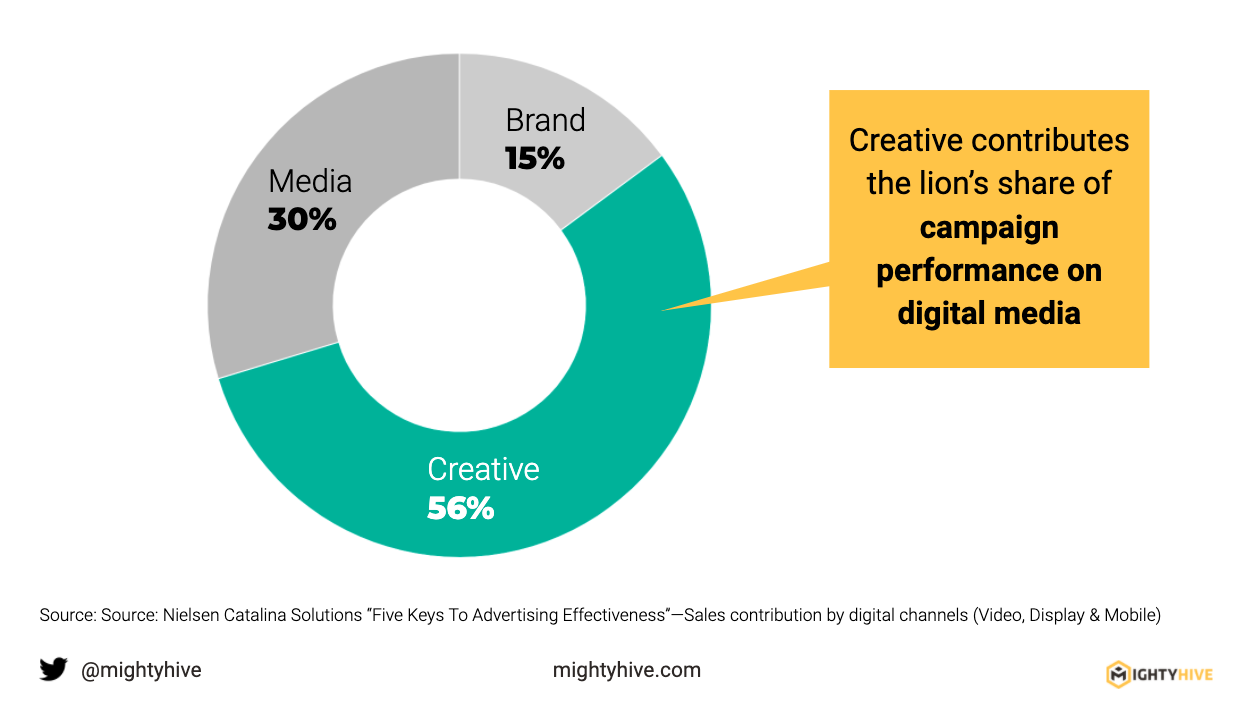 Brand
15%
Media
30%
Creative
56%
Creative contributes
the lion’s share of
campaign
performance on
digital media
Source: Source: Nielsen Catalina Solutions “Five Keys To Advertising Effectiveness”—Sales contribution by digital channels (Video, Display & Mobile)
@mightyhive
mightyhive.com
MIGHTYHIVE